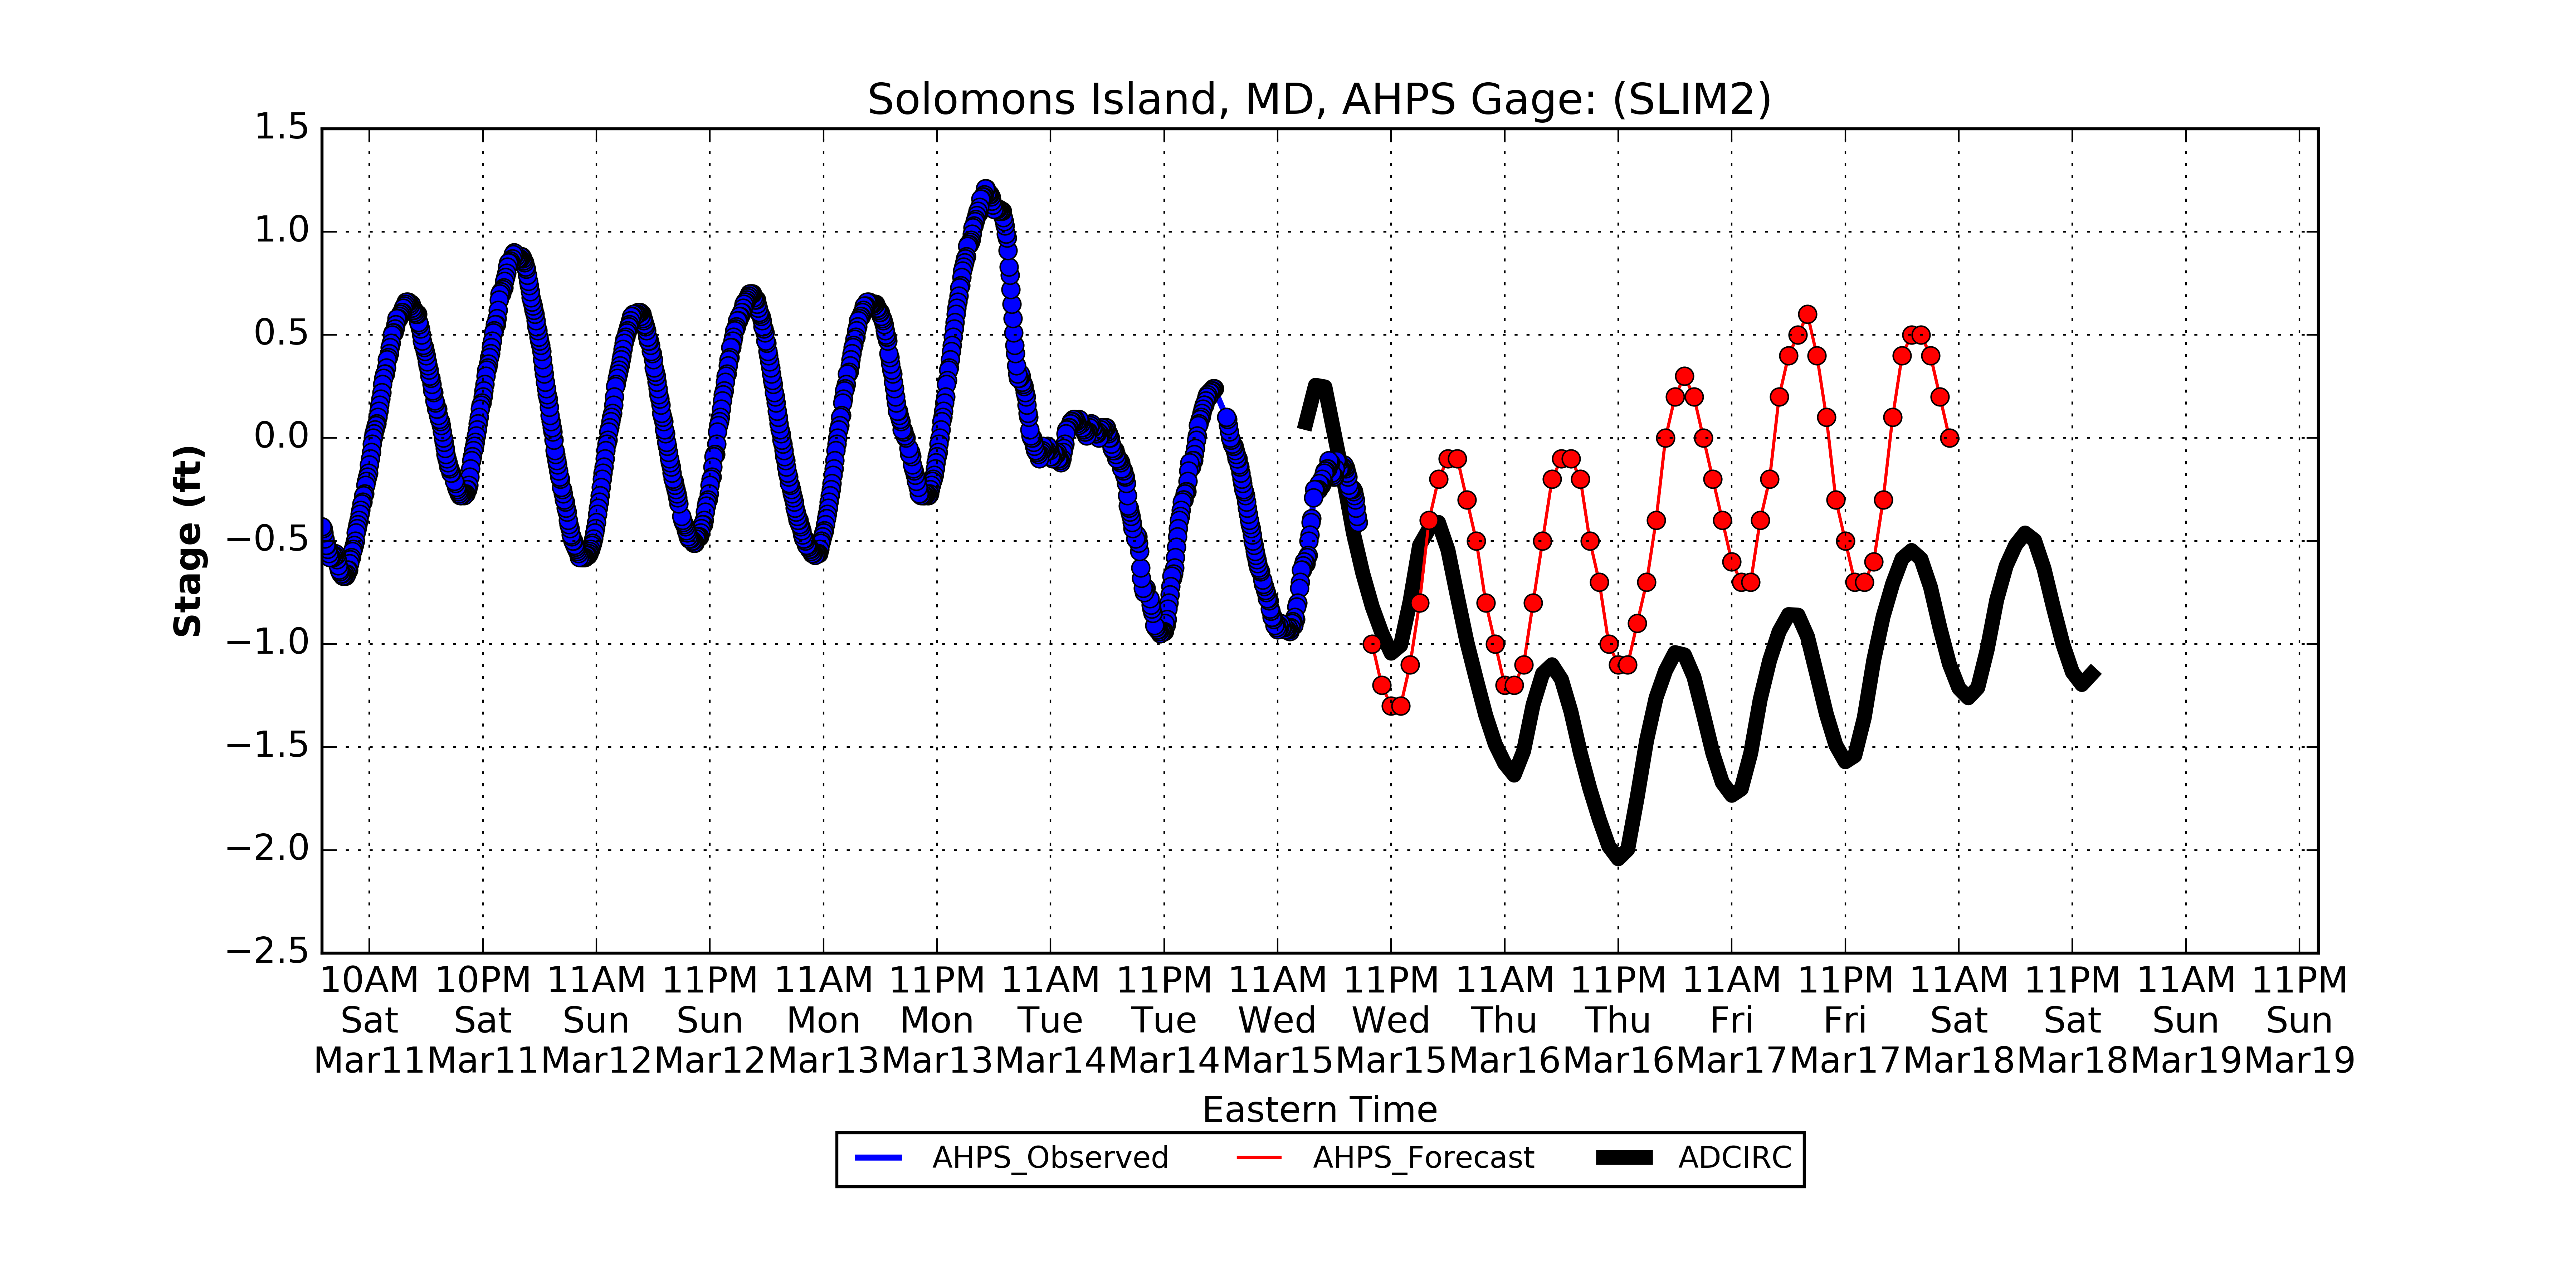 Solomons Island, MD, AHPS Gage: (SLIM2)
1.5
1.0
0.5
0.0
−0.5
−1.0
−1.5
−2.0
−2.5
Stage (ft)
10AM 10PM 11AM 11PM 11AM 11PM 11AM 11PM 11AM 11PM 11AM 11PM 11AM 11PM 11AM 11PM 11AM 11PM
Sat Sat Sun Sun Mon Mon Tue Tue Wed Wed Thu Thu Fri Fri Sat Sat Sun Sun
Mar11 Mar11 Mar12 Mar12 Mar13 Mar13 Mar14 Mar14 Mar15 Mar15 Mar16 Mar16 Mar17 Mar17 Mar18 Mar18 Mar19 Mar19
Eastern Time
AHPS_Observed AHPS_Forecast ADCIRC